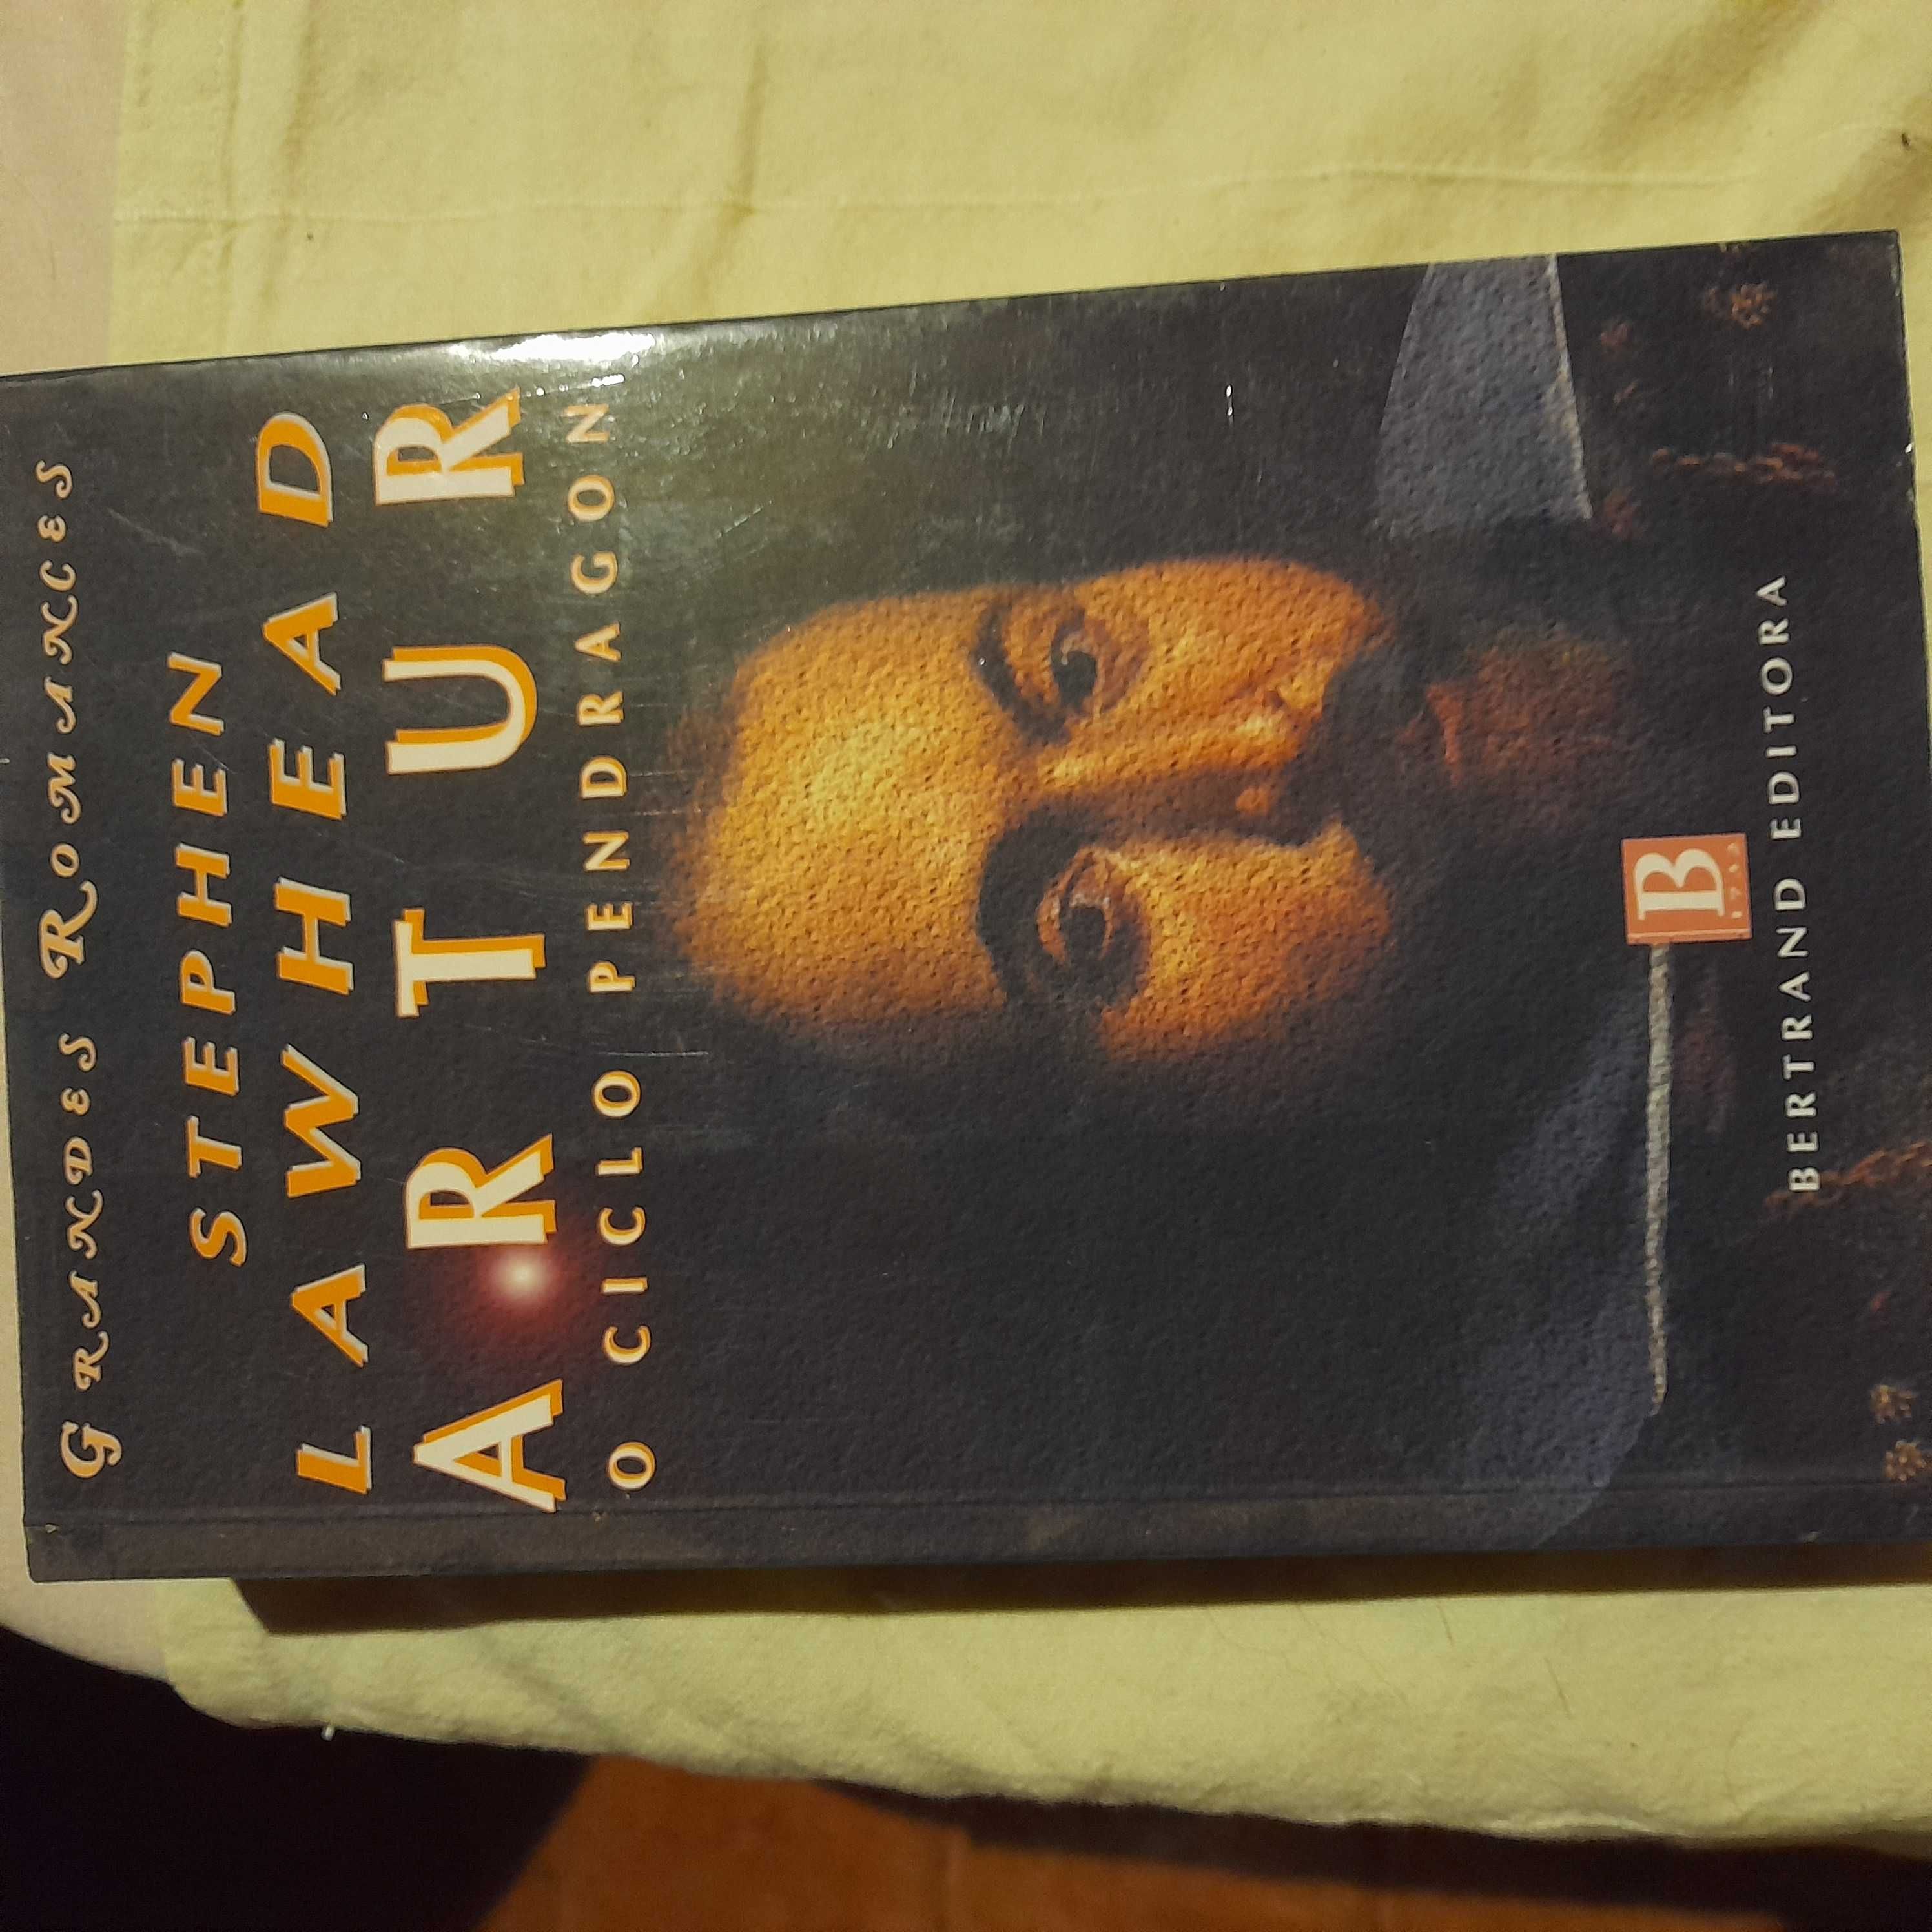 GRANDES ROMANCES
STEPHEN
LAWHEAD
ARTUR
O CICLO PENDRAGON
B
BERTRAND EDITORA